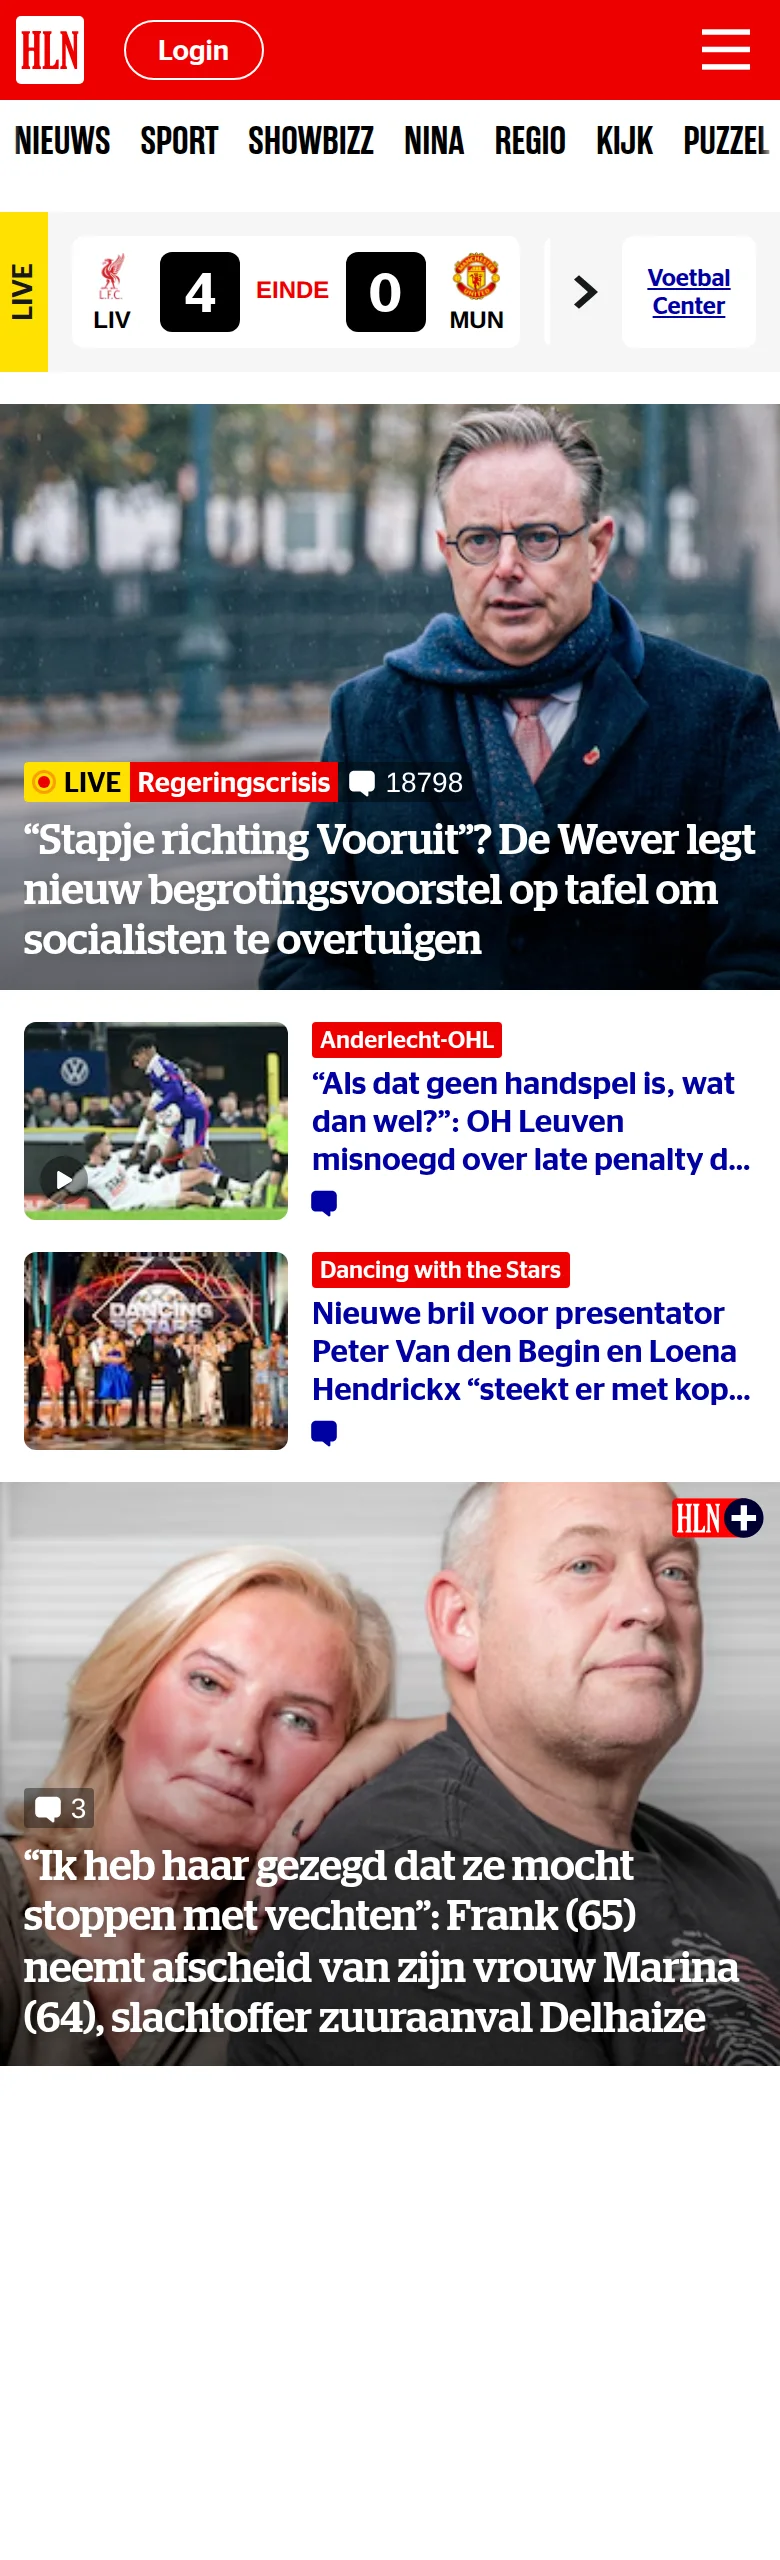 HLN
Login
NIEUWS SPORT SHOWBIZZ NINA REGIO KIJK PUZZEL
LIVE
L.F.C.
LIV
4
EINDE
0
MANCHESTER
UNITED
MUN
Voetbal
Center
LIVE Regeringscrisis 18798
“Stapje richting Vooruit”? De Wever legt
nieuw begrotingsvoorstel op tafel om
socialisten te overtuigen
Anderlecht-OHL
“Als dat geen handspel is, wat
dan wel?”: OH Leuven
misnoegd over late penalty d...
DANCING
STARS
Dancing with the Stars
Nieuwe bril voor presentator
Peter Van den Begin en Loena
Hendrickx “steekt er met kop...
HLN
3
“Ik heb haar gezegd dat ze mocht
stoppen met vechten”: Frank (65)
neemt afscheid van zijn vrouw Marina
(64), slachtoffer zuuraanval Delhaize